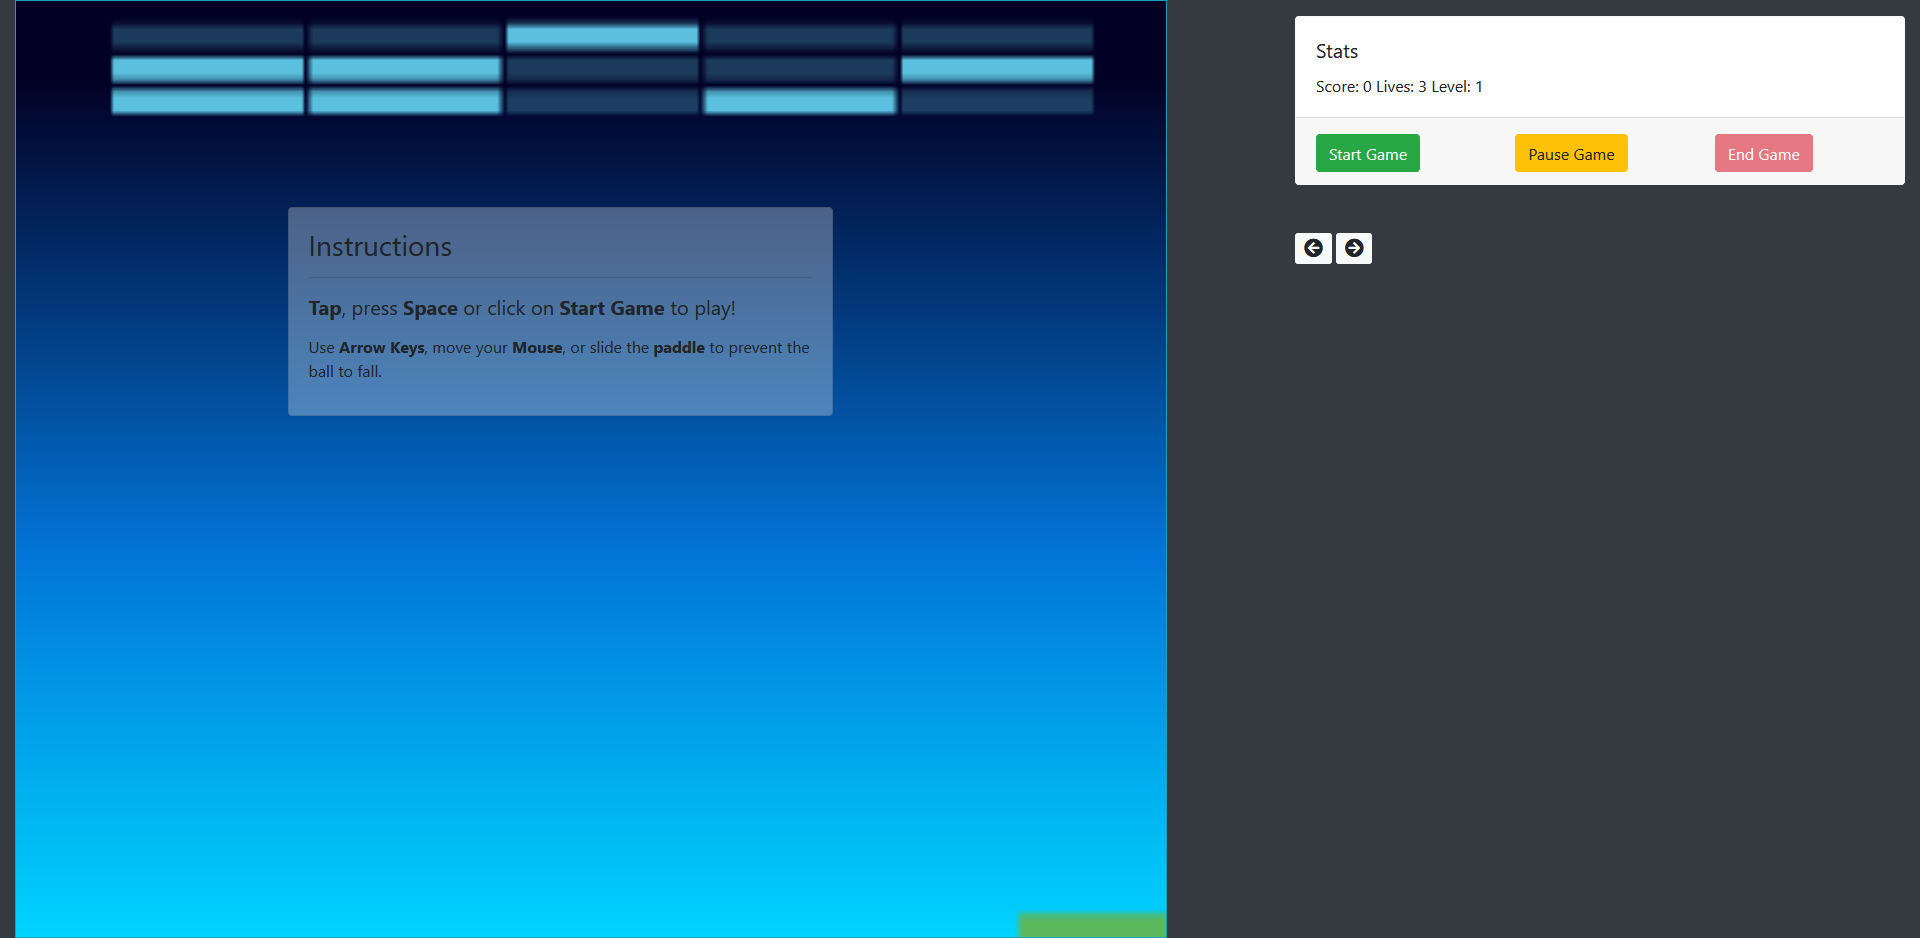 Instructions
Tap, press Space or click on Start Game to play!
Use Arrow Keys, move your Mouse, or slide the paddle to prevent the
ball to fall.
Stats
Score: 0 Lives: 3 Level: 1
Start Game
Pause Game
End Game